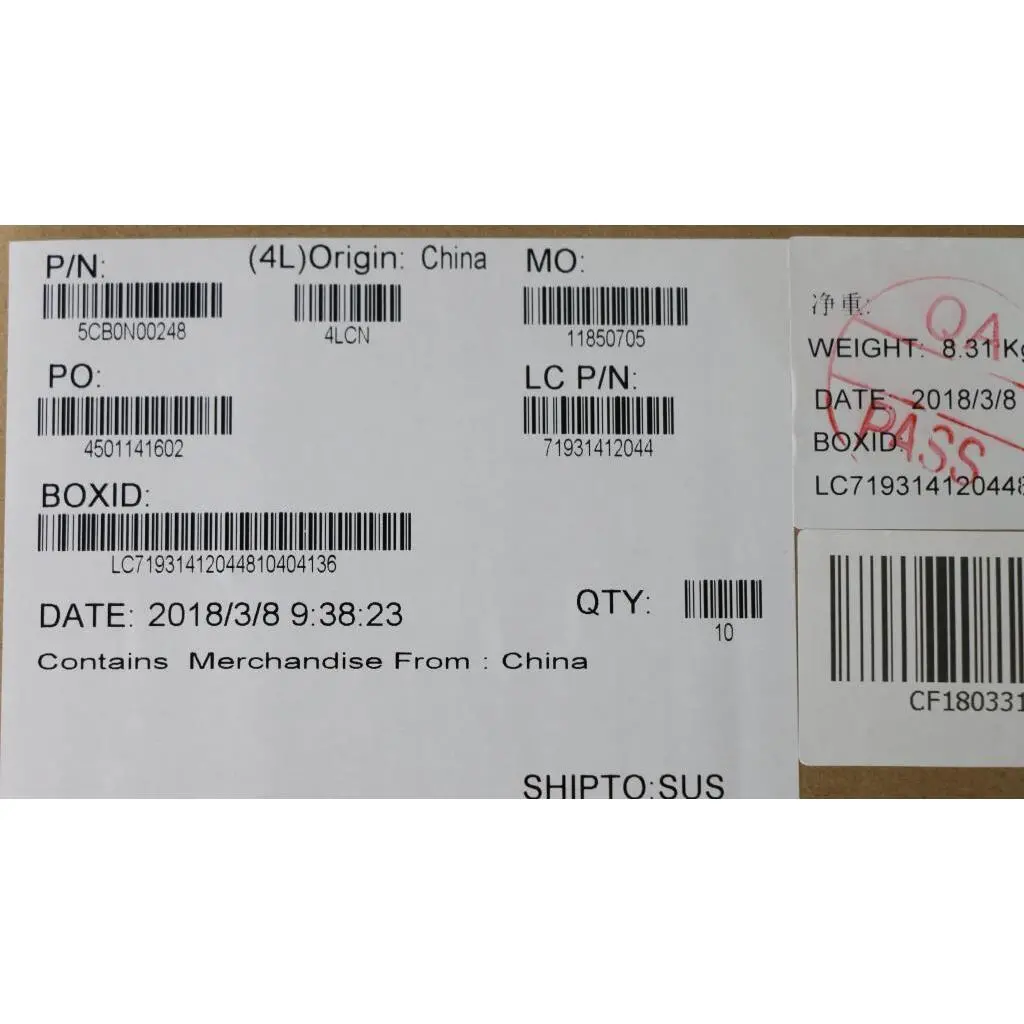 P/N: (4L)Origin: China MO:
5CB0N00248 4LCN 11850705
PO: LC P/N:
4501141602 71931412044
BOXID:
LC71931412044810404136
DATE: 2018/3/8 9:38:23 QTY:
10
Contains Merchandise From : China
SHIPTO:SUS
净重:
WEIGHT: 8.31 Kg
DATE: 2018/3/8
BOXID:
LC719314120448
QA
PASS
CF180331